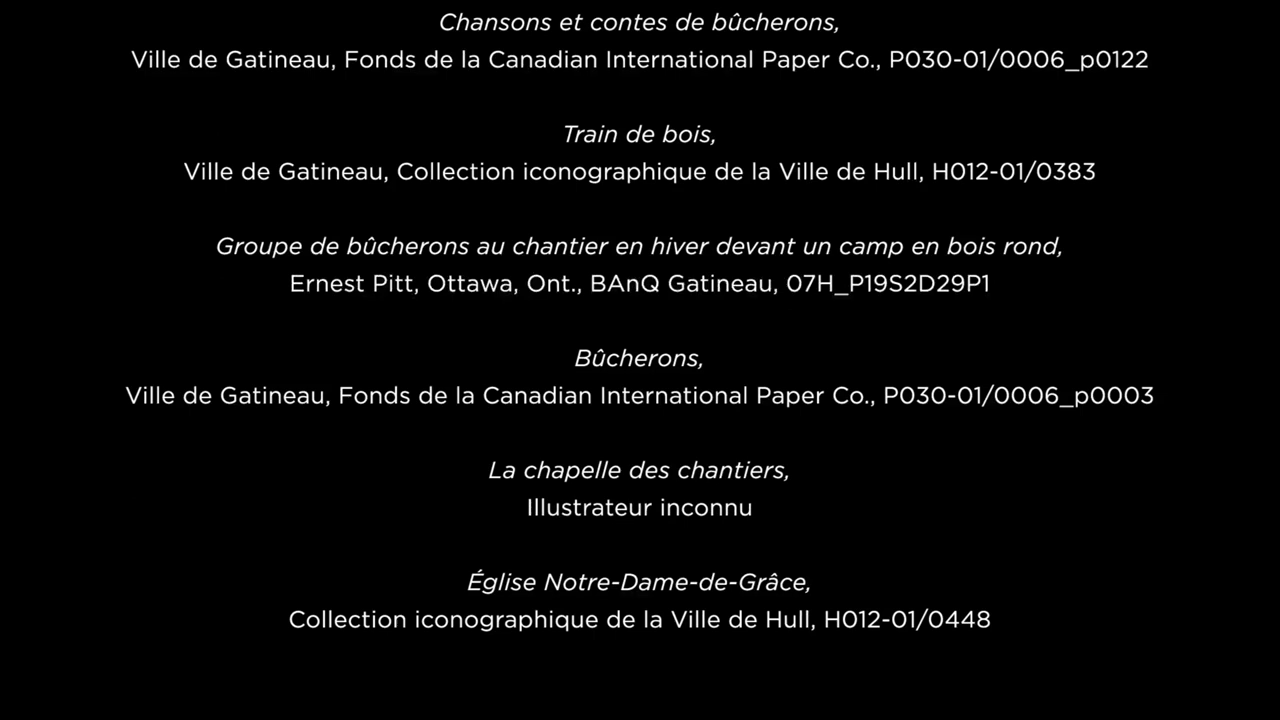 Chansons et contes de bûcherons,
Ville de Gatineau, Fonds de la Canadian International Paper Co., P030-01/0006_p0122
Train de bois,
Ville de Gatineau, Collection iconographique de la Ville de Hull, H012-01/0383
Groupe de bûcherons au chantier en hiver devant un camp en bois rond,
Ernest Pitt, Ottawa, Ont., BAnQ Gatineau, 07H_P19S2D29P1
Bûcherons,
Ville de Gatineau, Fonds de la Canadian International Paper Co., P030-01/0006_p0003
La chapelle des chantiers,
Illustrateur inconnu
Église Notre-Dame-de-Grâce,
Collection iconographique de la Ville de Hull, H012-01/0448